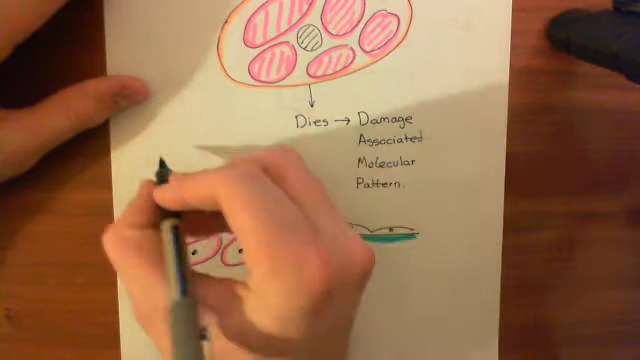 Dies → Damage
Associated
Molecular
Pattern.